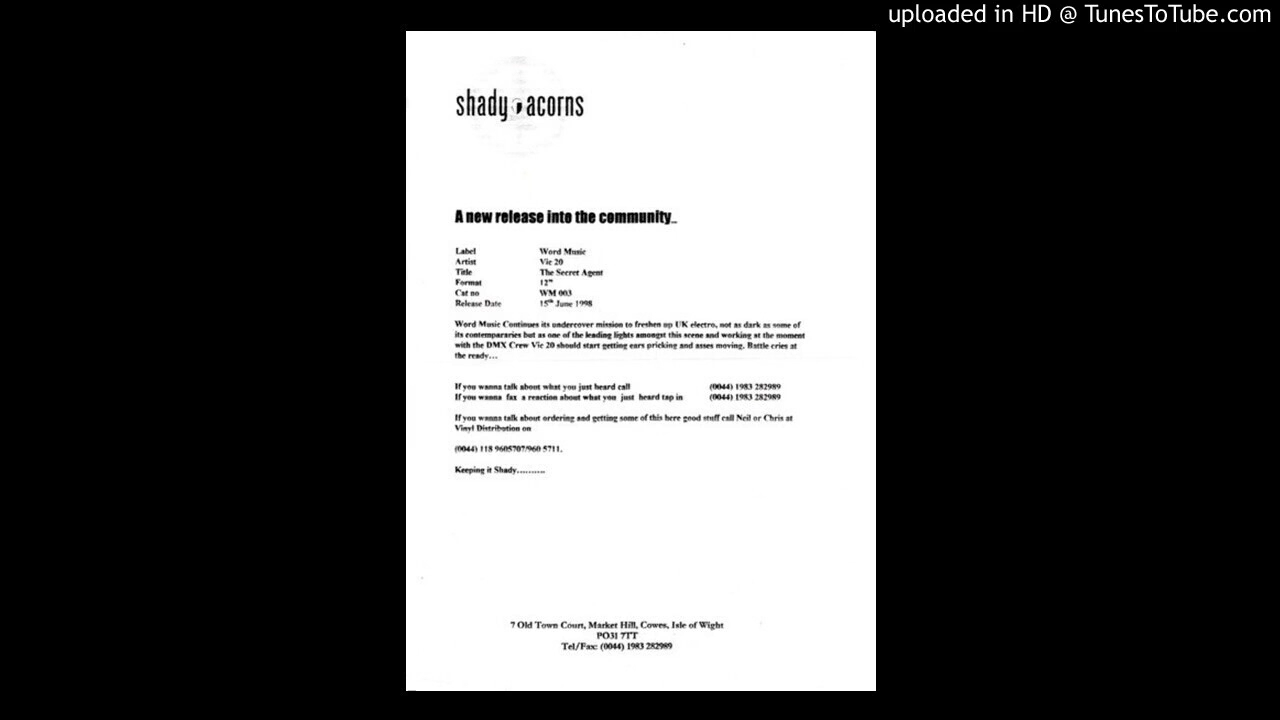 uploaded in HD @ TunesToTube.com
shady acorns
A new release into the community...
Label Word Music
Artist Vic 20
Title The Secret Agent
Format 12"
Cat no WM 003
Release Date 15th June 1998
Word Music Continues its undercover mission to freshen up UK electro, not as dark as some of
its contempararies but as one of the leading lights amongst this scene and working at the moment
with the DMX Crew Vic 20 should start getting ears pricking and asses moving. Battle cries at
the ready...
If you wanna talk about what you just heard call (0044) 1983 282989
If you wanna fax a reaction about what you just heard tap in (0044) 1983 282989
If you wanna talk about ordering and getting some of this here good stuff call Neil or Chris at
Vinyl Distribution on
(0044) 118 9605707/960 5711.
Keeping it Shady..........
7 Old Town Court, Market Hill, Cowes, Isle of Wight
PO31 7TT
Tel/Fax: (0044) 1983 282989